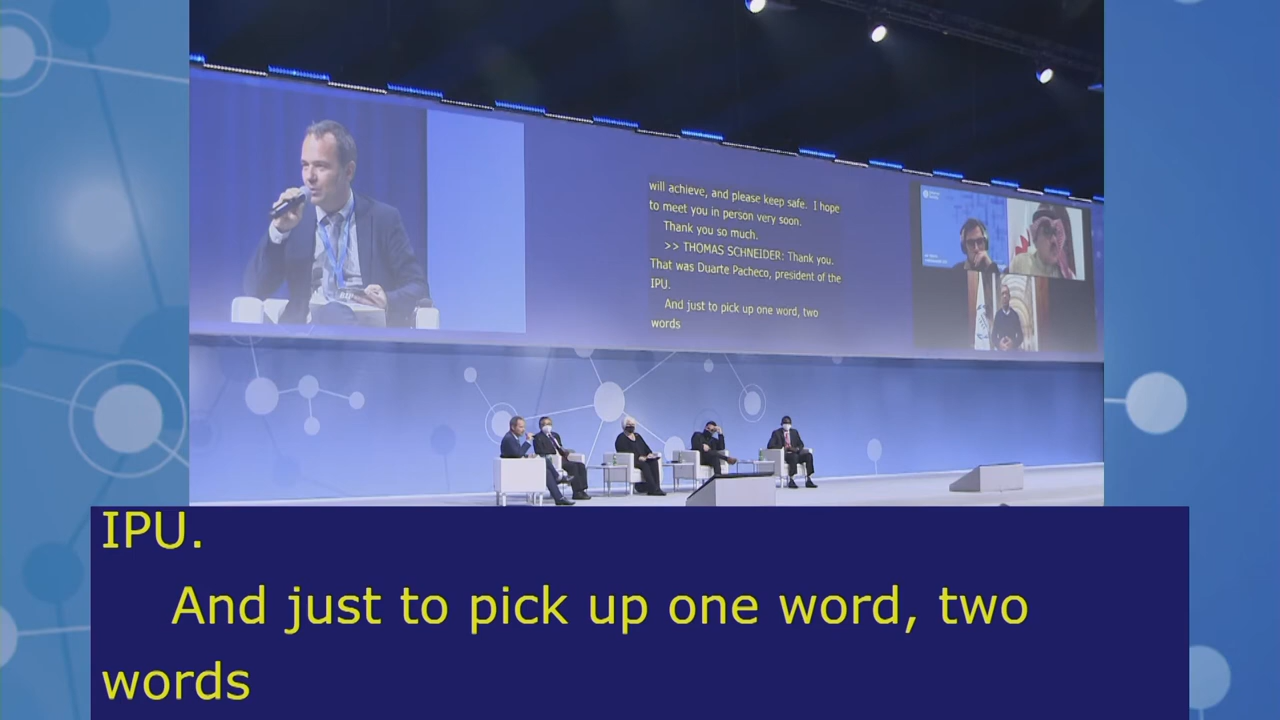 will achieve, and please keep safe. I hope
to meet you in person very soon.
Thank you so much.
>> THOMAS SCHNEIDER: Thank you.
That was Duarte Pacheco, president of the
IPU.
And just to pick up one word, two
words
IPU.
And just to pick up one word, two
words